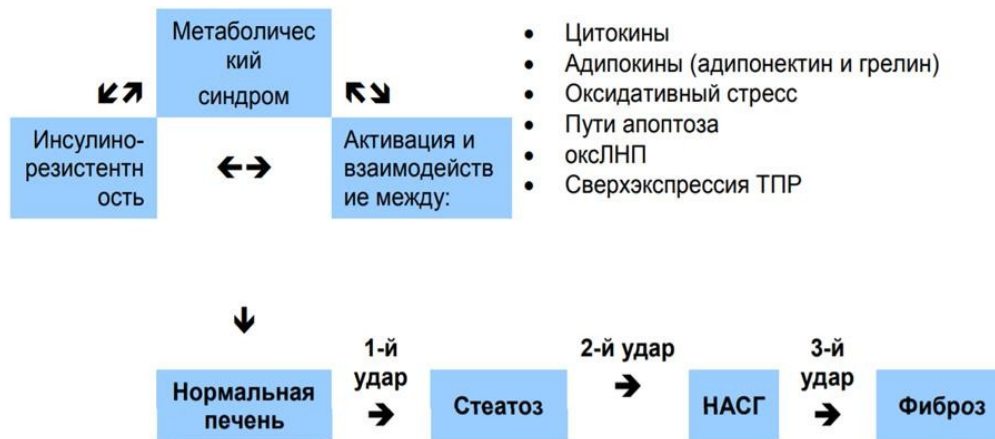 Метаболичес
кий
синдром
Инсулино-
резистентн
ость
Активация и
взаимодейств
ие между:
• Цитокины
• Адипокины (адипонектин и грелин)
• Оксидативный стресс
• Пути апоптоза
• оксЛНП
• Сверхэкспрессия ТПР
Нормальная
печень
1-й
удар
Стеатоз
2-й удар
НАСГ
3-й
удар
Фиброз